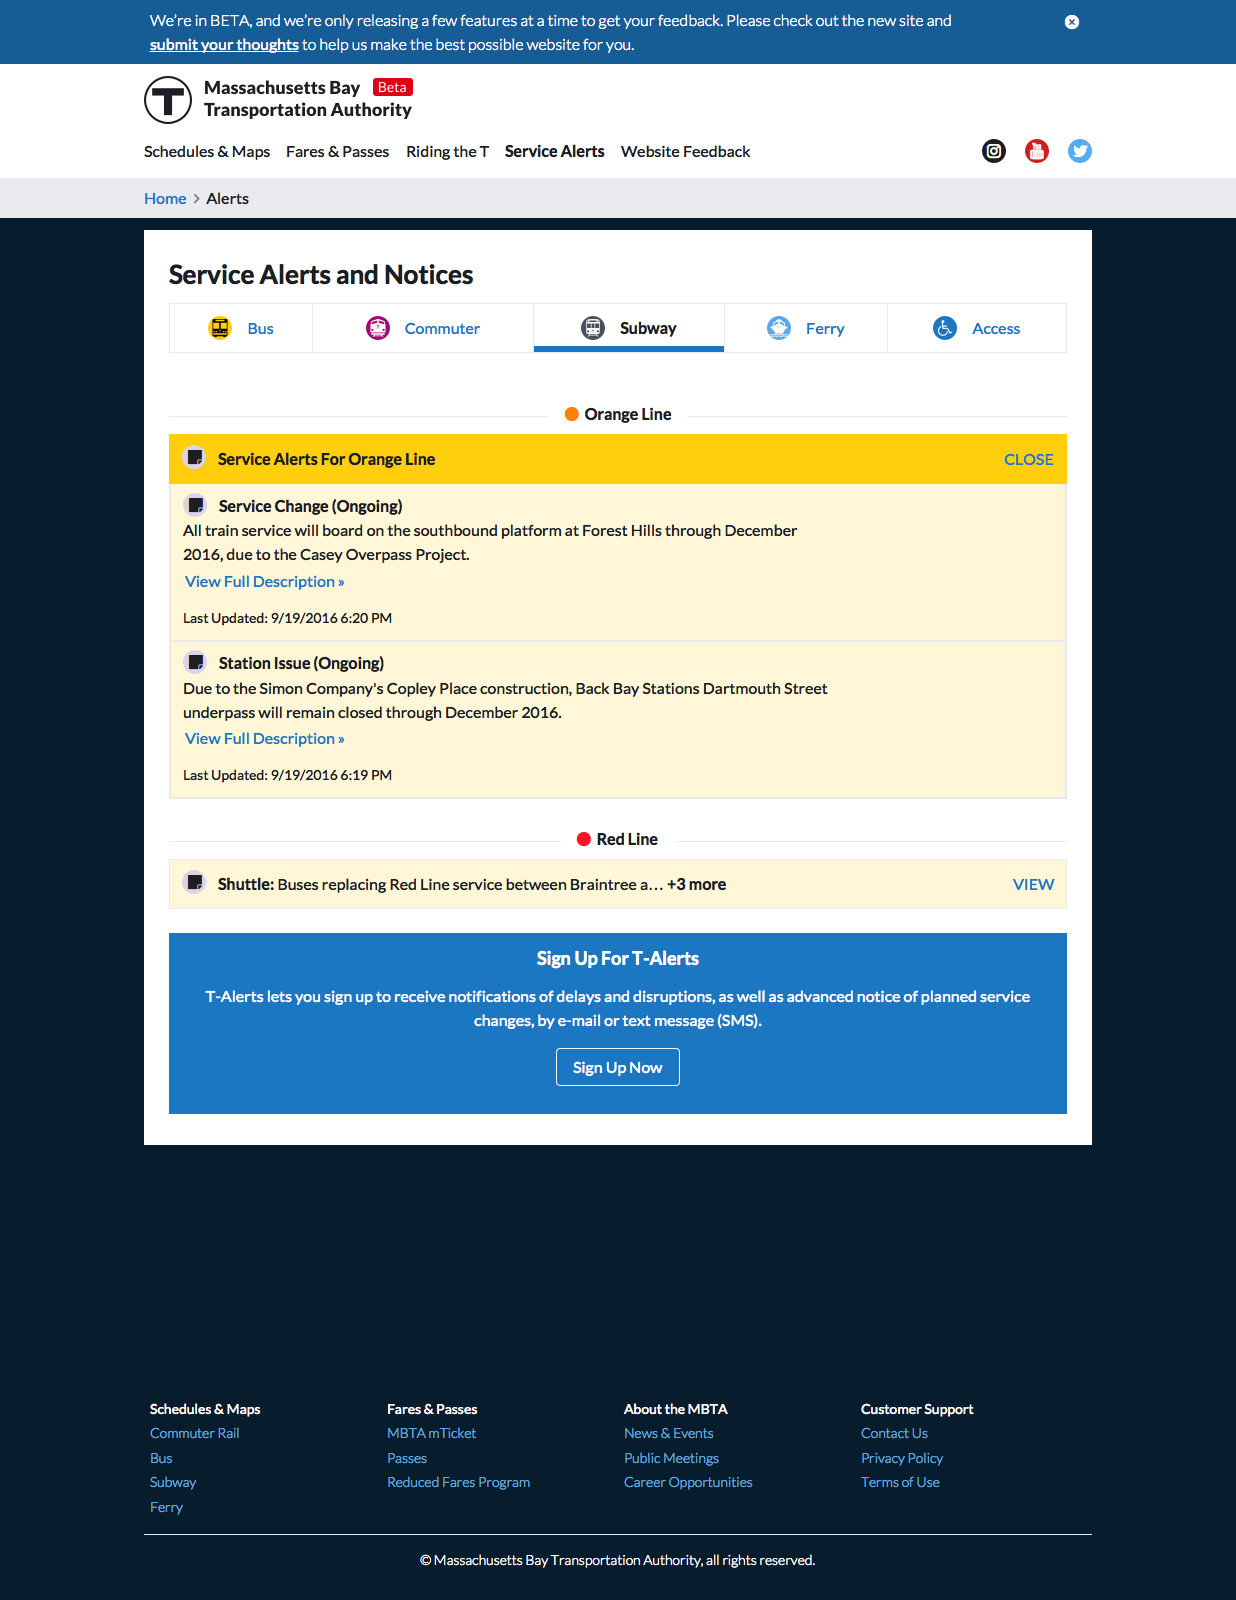 We’re in BETA, and we’re only releasing a few features at a time to get your feedback. Please check out the new site and
submit your thoughts to help us make the best possible website for you.
Massachusetts Bay Beta
Transportation Authority
Schedules & Maps Fares & Passes Riding the T Service Alerts Website Feedback
Home > Alerts
Service Alerts and Notices
Bus Commuter Subway Ferry Access
Orange Line
Service Alerts For Orange Line CLOSE
Service Change (Ongoing)
All train service will board on the southbound platform at Forest Hills through December
2016, due to the Casey Overpass Project.
View Full Description »
Last Updated: 9/19/2016 6:20 PM
Station Issue (Ongoing)
Due to the Simon Company's Copley Place construction, Back Bay Stations Dartmouth Street
underpass will remain closed through December 2016.
View Full Description »
Last Updated: 9/19/2016 6:19 PM
Red Line
Shuttle: Buses replacing Red Line service between Braintree a… +3 more VIEW
Sign Up For T-Alerts
T-Alerts lets you sign up to receive notifications of delays and disruptions, as well as advanced notice of planned service
changes, by e-mail or text message (SMS).
Sign Up Now
Schedules & Maps Fares & Passes About the MBTA Customer Support
Commuter Rail MBTA mTicket News & Events Contact Us
Bus Passes Public Meetings Privacy Policy
Subway Reduced Fares Program Career Opportunities Terms of Use
Ferry
© Massachusetts Bay Transportation Authority, all rights reserved.